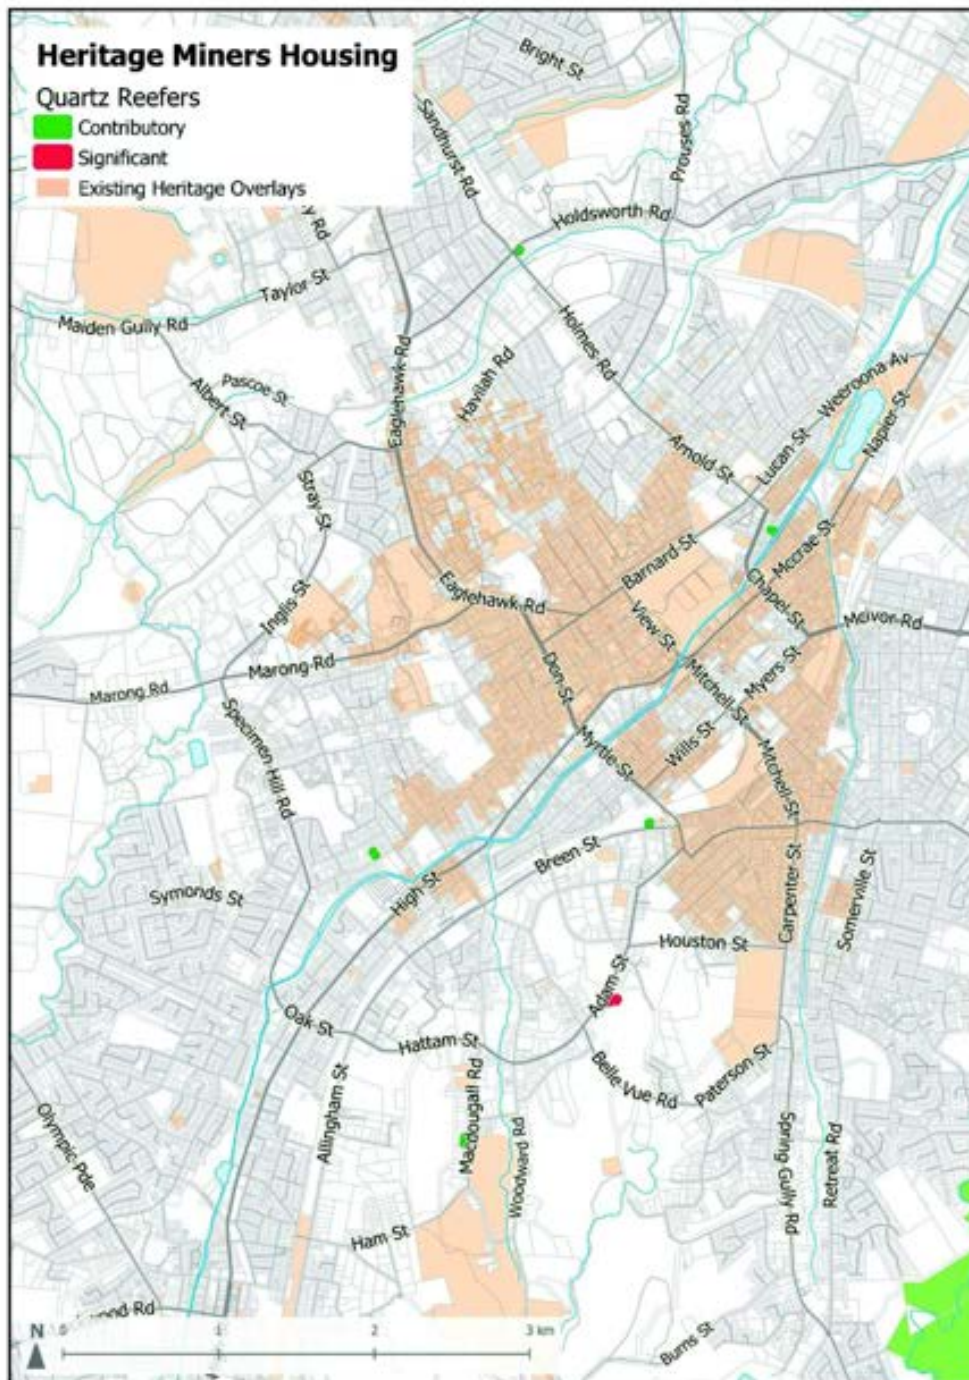 Heritage Miners Housing
Quartz Reefers
Contributory
Significant
Existing Heritage Overlays
Bright St
Sandhurst Rd
Prouses Rd
Holdsworth Rd
y Rd
Taylor St
Maiden Gully Rd
Holmes Rd
Eaglehawk Rd
Havilah Rd
Weeroona Av
Pascoe St
Albert St
Napier St
Lucan St
Arnold St
Stray St
Mccrae St
Barnard St
Eaglehawk Rd
Chapel St
Inglis St
View St
McIvor Rd
Marong Rd
Marong Rd
Don St
Mitchell St
Myers St
Specimen Hill Rd
Myrtle St
Wills St
Mitchell St
Breen St
High St
Symonds St
Carpenter St
Somerville St
Houston St
Adam St
Oak St
Hattam St
Belle Vue Rd
Paterson St
Allingham St
Macdougall Rd
Olympic Pde
Woodward Rd
Spring Gully Rd
Retreat Rd
Ham St
ood Rd
Burns St
N
0
1
2
3 km